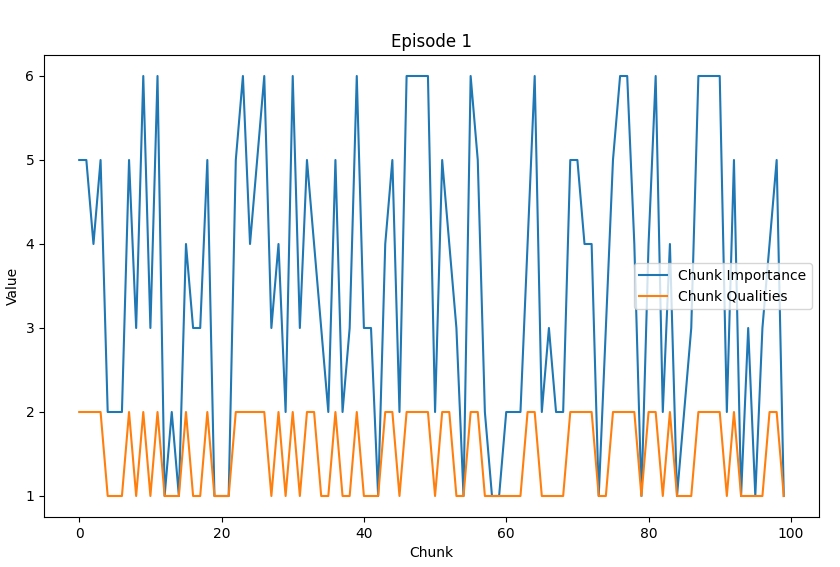 Episode 1
6
5
4
3
2
1
Value
Chunk Importance
Chunk Qualities
0 20 40 60 80 100
Chunk